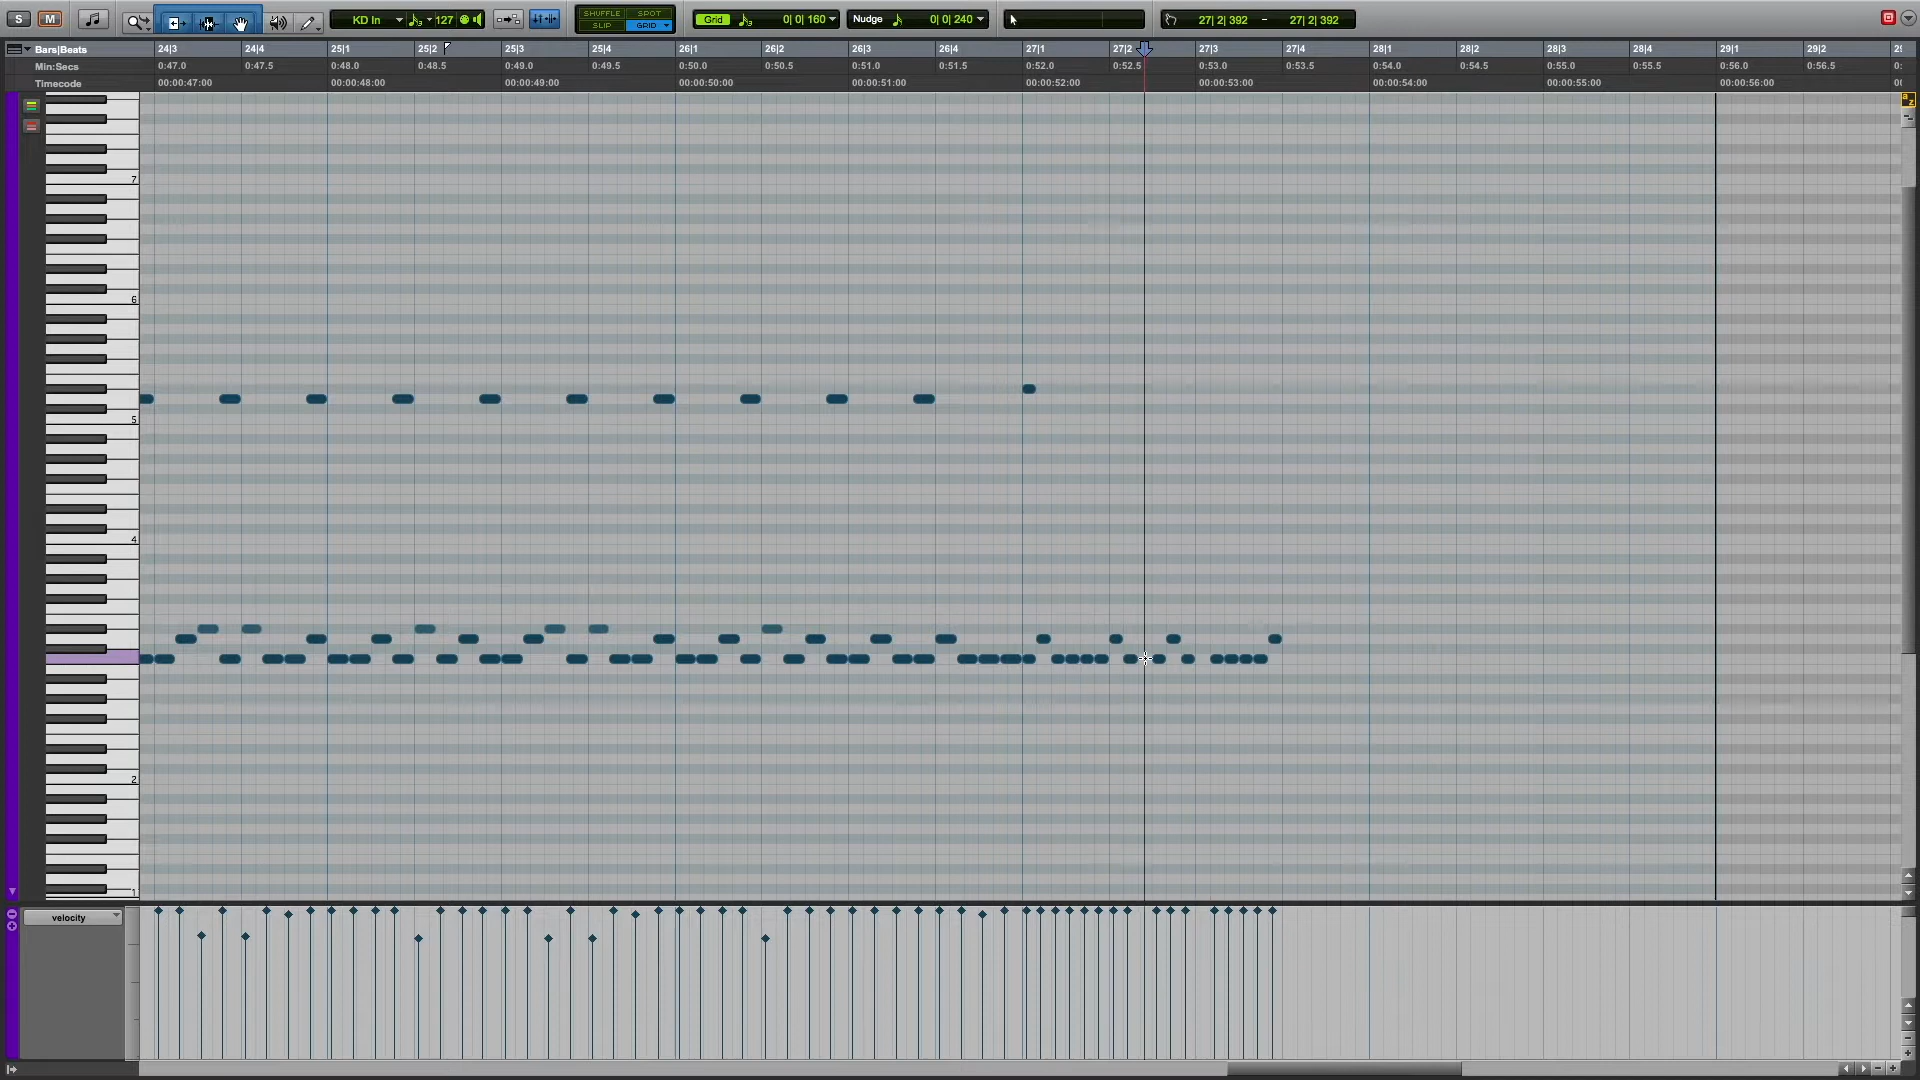 S M KD In 127 SHUFFLE SPOT SLIP GRID Grid 0| 0| 160 Nudge 0| 0| 240 27| 2| 392 - 27| 2| 392
Bars|Beats 24|3 24|4 25|1 25|2 25|3 25|4 26|1 26|2 26|3 26|4 27|1 27|2 27|3 27|4 28|1 28|2 28|3 28|4 29|1 29|2
Min:Secs 0:47.0 0:47.5 0:48.0 0:48.5 0:49.0 0:49.5 0:50.0 0:50.5 0:51.0 0:51.5 0:52.0 0:52.5 0:53.0 0:53.5 0:54.0 0:54.5 0:55.0 0:55.5 0:56.0 0:56.5 0:
Timecode 00:00:47:00 00:00:48:00 00:00:49:00 00:00:50:00 00:00:51:00 00:00:52:00 00:00:53:00 00:00:54:00 00:00:55:00 00:00:56:00
a z
7
6
5
4
2
1
velocity